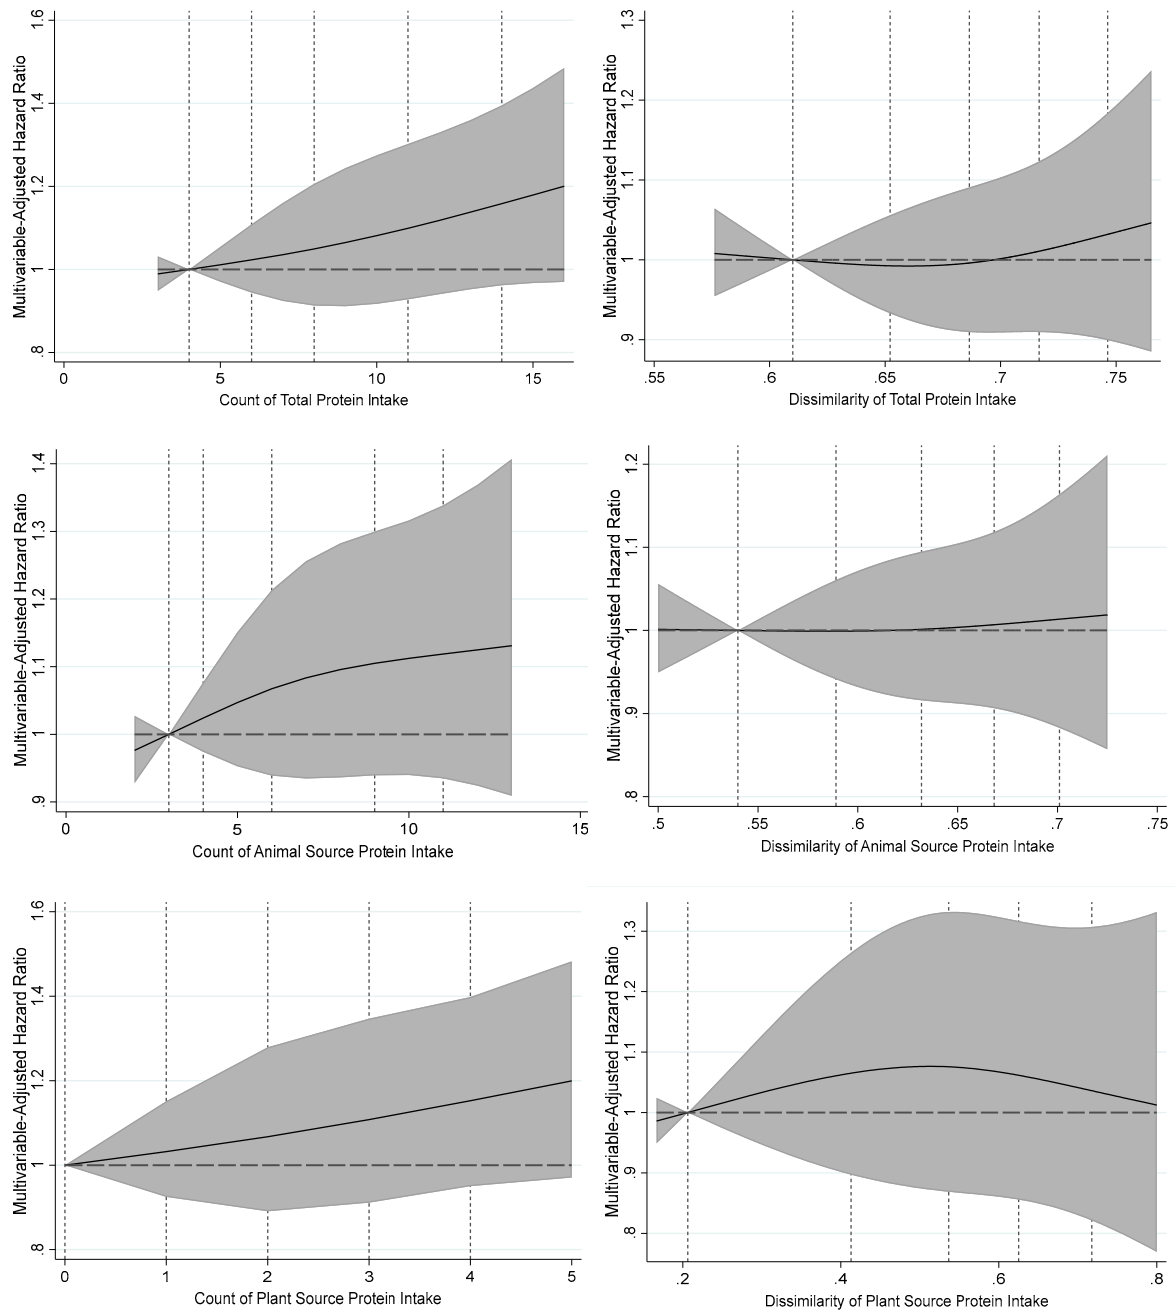 Multivariable-Adjusted Hazard Ratio
1.6
1.4
1.2
1
.8
0 5 10 15
Count of Total Protein Intake
Multivariable-Adjusted Hazard Ratio
1.3
1.2
1.1
1
.9
.55 .6 .65 .7 .75
Dissimilarity of Total Protein Intake
Multivariable-Adjusted Hazard Ratio
1.4
1.3
1.2
1.1
1
.9
0 5 10 15
Count of Animal Source Protein Intake
Multivariable-Adjusted Hazard Ratio
1.2
1.1
1
.9
.8
.5 .55 .6 .65 .7 .75
Dissimilarity of Animal Source Protein Intake
Multivariable-Adjusted Hazard Ratio
1.6
1.4
1.2
1
.8
0 1 2 3 4 5
Count of Plant Source Protein Intake
Multivariable-Adjusted Hazard Ratio
1.3
1.2
1.1
1
.9
.8
.2 .4 .6 .8
Dissimilarity of Plant Source Protein Intake